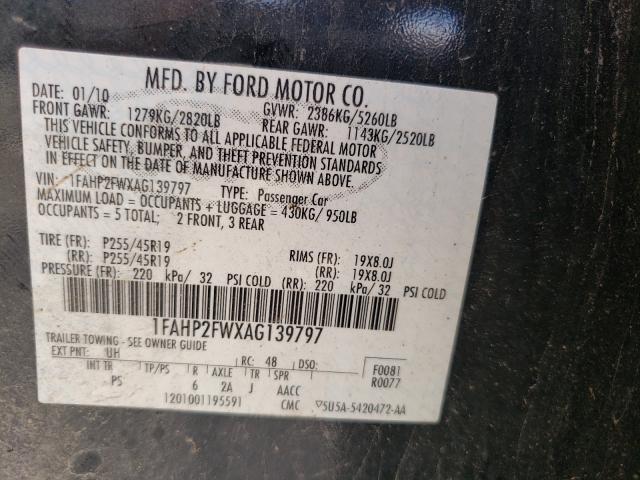 MFD. BY FORD MOTOR CO.
DATE: 01/10 GVWR: 2386KG/5260LB
FRONT GAWR: 1279KG/2820LB REAR GAWR: 1143KG/2520LB
THIS VEHICLE CONFORMS TO ALL APPLICABLE FEDERAL MOTOR
VEHICLE SAFETY, BUMPER, AND THEFT PREVENTION STANDARDS
IN EFFECT ON THE DATE OF MANUFACTURE SHOWN ABOVE.
VIN: 1FAHP2FWXAG139797 TYPE: Passenger Car
MAXIMUM LOAD = OCCUPANTS + LUGGAGE = 430KG/ 950LB
OCCUPANTS = 5 TOTAL; 2 FRONT, 3 REAR
TIRE (FR): P255/45R19 RIMS (FR): 19X8.0J
(RR): P255/45R19 (RR): 19X8.0J
PRESSURE (FR): 220 kPa/ 32 PSI COLD (RR): 220 kPa/ 32 PSI COLD
1FAHP2FWXAG139797
TRAILER TOWING - SEE OWNER GUIDE
EXT PNT: UH RC: 48 DSO: F0081
R0077
INT TR TP/PS R AXLE TR SPR
PS 6 2A J AACC
1201001195591 CMC ▽5U5A-5420472-AA